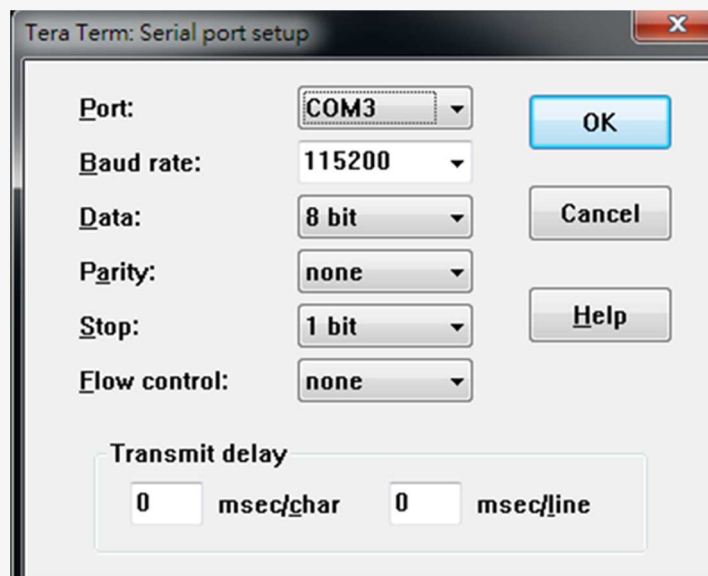 Tera Term: Serial port setup
Port: COM3 OK
Baud rate: 115200
Data: 8 bit Cancel
Parity: none
Stop: 1 bit Help
Flow control: none
Transmit delay
0 msec/char 0 msec/line